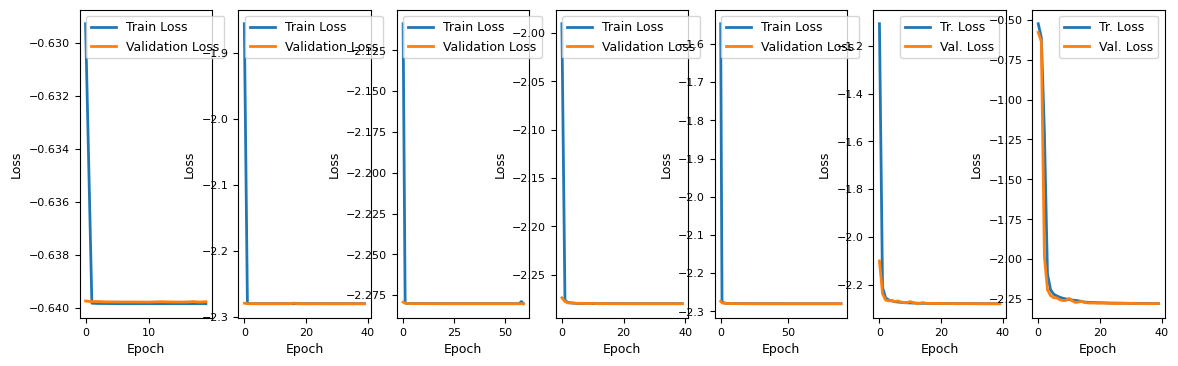 Train Loss
Validation Loss
−0.630
−0.632
−0.634
−0.636
−0.638
−0.640
Loss
0
10
Epoch
Train Loss
Validation Loss
−1.9
−2.0
−2.1
−2.2
−2.3
Loss
0
20
40
Epoch
Train Loss
Validation Loss
−2.125
−2.150
−2.175
−2.200
−2.225
−2.250
−2.275
Loss
0
25
50
Epoch
Train Loss
Validation Loss
−2.00
−2.05
−2.10
−2.15
−2.20
−2.25
Loss
0
20
40
Epoch
Train Loss
Validation Loss
−1.6
−1.7
−1.8
−1.9
−2.0
−2.1
−2.2
−2.3
Loss
0
50
Epoch
Tr. Loss
Val. Loss
−1.2
−1.4
−1.6
−1.8
−2.0
−2.2
Loss
0
20
40
Epoch
Tr. Loss
Val. Loss
−0.50
−0.75
−1.00
−1.25
−1.50
−1.75
−2.00
−2.25
Loss
0
20
40
Epoch